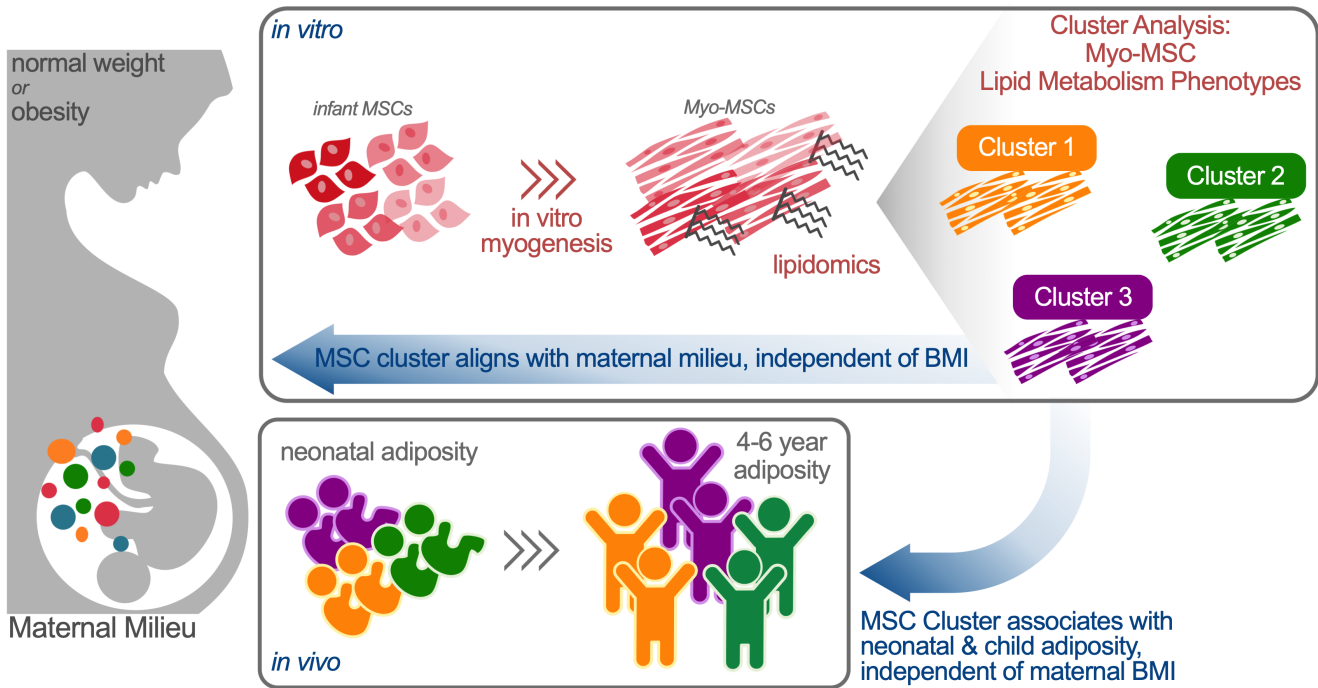 normal weight
or
obesity
Maternal Milieu
in vitro
infant MSCs
in vitro
myogenesis
Myo-MSCs
lipidomics
Cluster Analysis:
Myo-MSC
Lipid Metabolism Phenotypes
Cluster 1
Cluster 2
Cluster 3
MSC cluster aligns with maternal milieu, independent of BMI
neonatal adiposity
4-6 year
adiposity
in vivo
MSC Cluster associates with
neonatal & child adiposity,
independent of maternal BMI